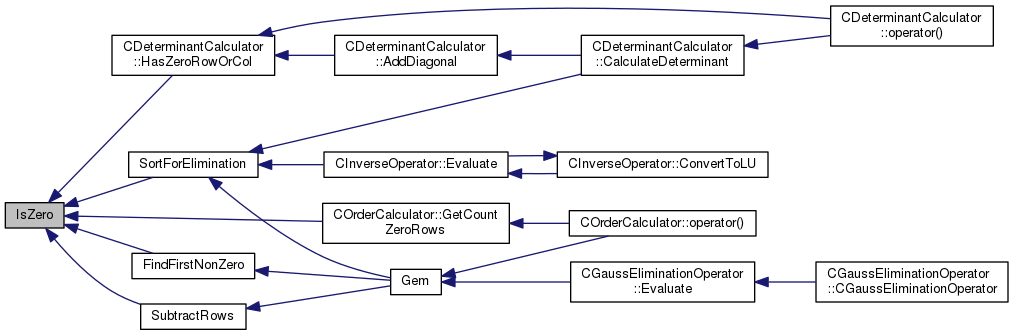 CDeterminantCalculator
::operator()
CDeterminantCalculator
::HasZeroRowOrCol
CDeterminantCalculator
::AddDiagonal
CDeterminantCalculator
::CalculateDeterminant
SortForElimination
CInverseOperator::Evaluate
CInverseOperator::ConvertToLU
IsZero
COrderCalculator::GetCount
ZeroRows
COrderCalculator::operator()
FindFirstNonZero
Gem
CGaussEliminationOperator
::Evaluate
CGaussEliminationOperator
::CGaussEliminationOperator
SubtractRows